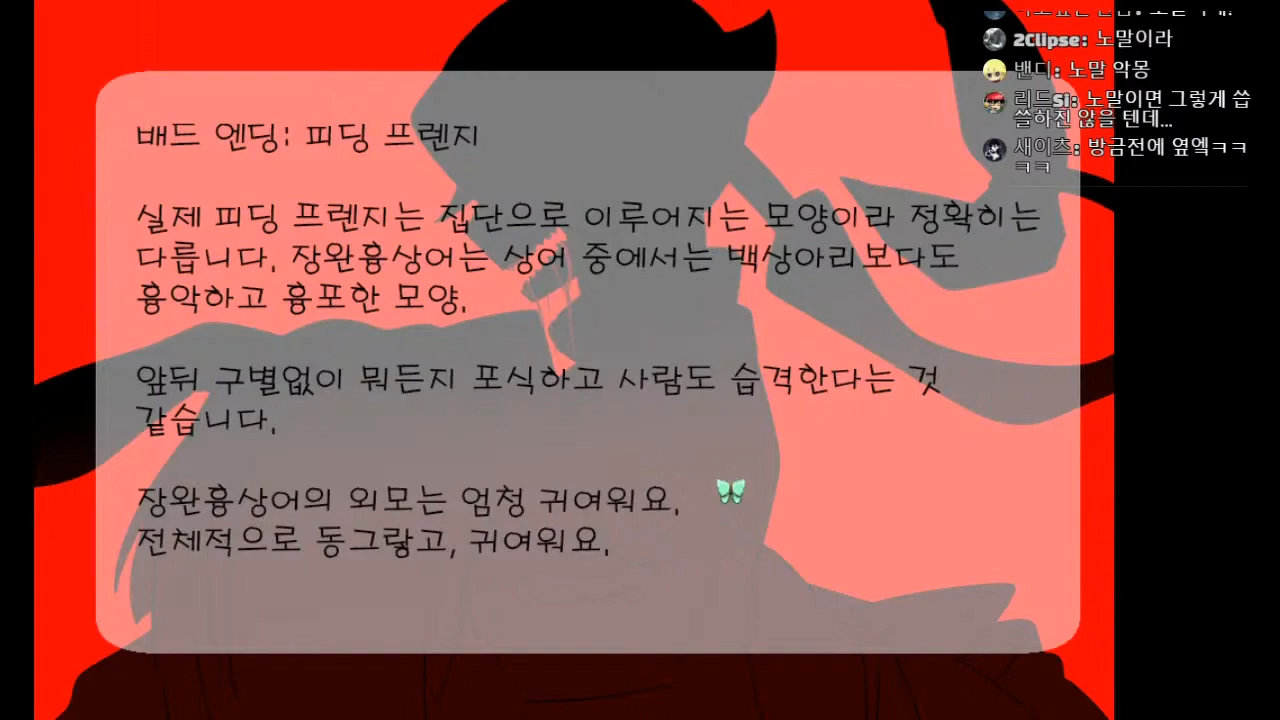 배드 엔딩: 피딩 프렌지
실제 피딩 프렌지는 집단으로 이루어지는 모양이라 정확히는
다릅니다. 장완흉상어는 상어 중에서는 백상아리보다도
흉악하고 흉포한 모양.
앞뒤 구별없이 뭐든지 포식하고 사람도 습격한다는 것
같습니다.
장완흉상어의 외모는 엄청 귀여워요.
전체적으로 동그랗고, 귀여워요.
2Clipse: 노말이라
밴디: 노말 악몽
리드Si: 노말이면 그렇게 씁
쓸하진 않을 텐데...
새이츠: 방금전에 옆엨ㅋㅋ
ㅋㅋ